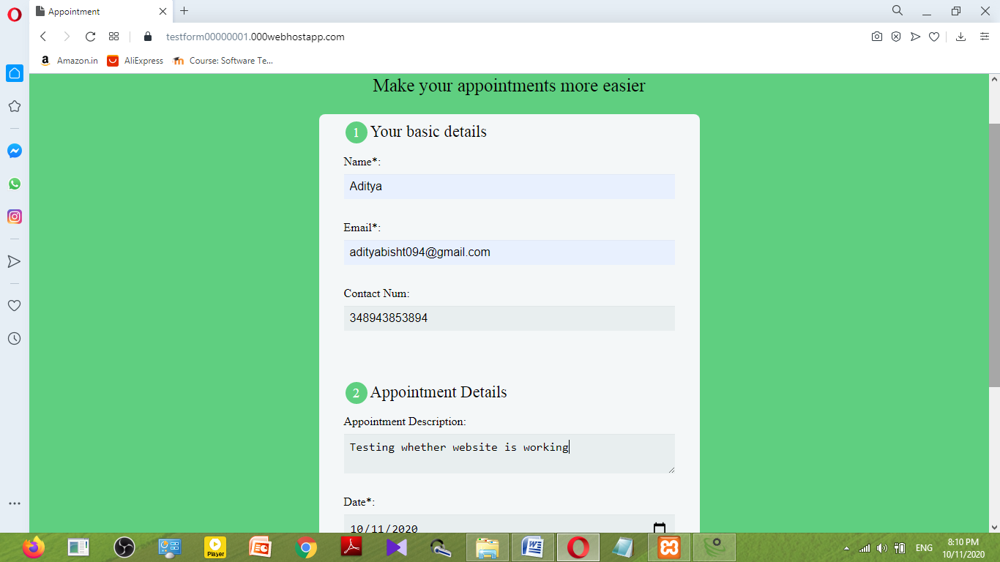 Appointment
testform00000001.000webhostapp.com
Amazon.in AliExpress Course: Software Te...
Make your appointments more easier
1 Your basic details
Name*:
Aditya
Email*:
adityabisht094@gmail.com
Contact Num:
348943853894
2 Appointment Details
Appointment Description:
Testing whether website is working
Date*:
10/11/2020
Player
ENG 8:10 PM
10/11/2020